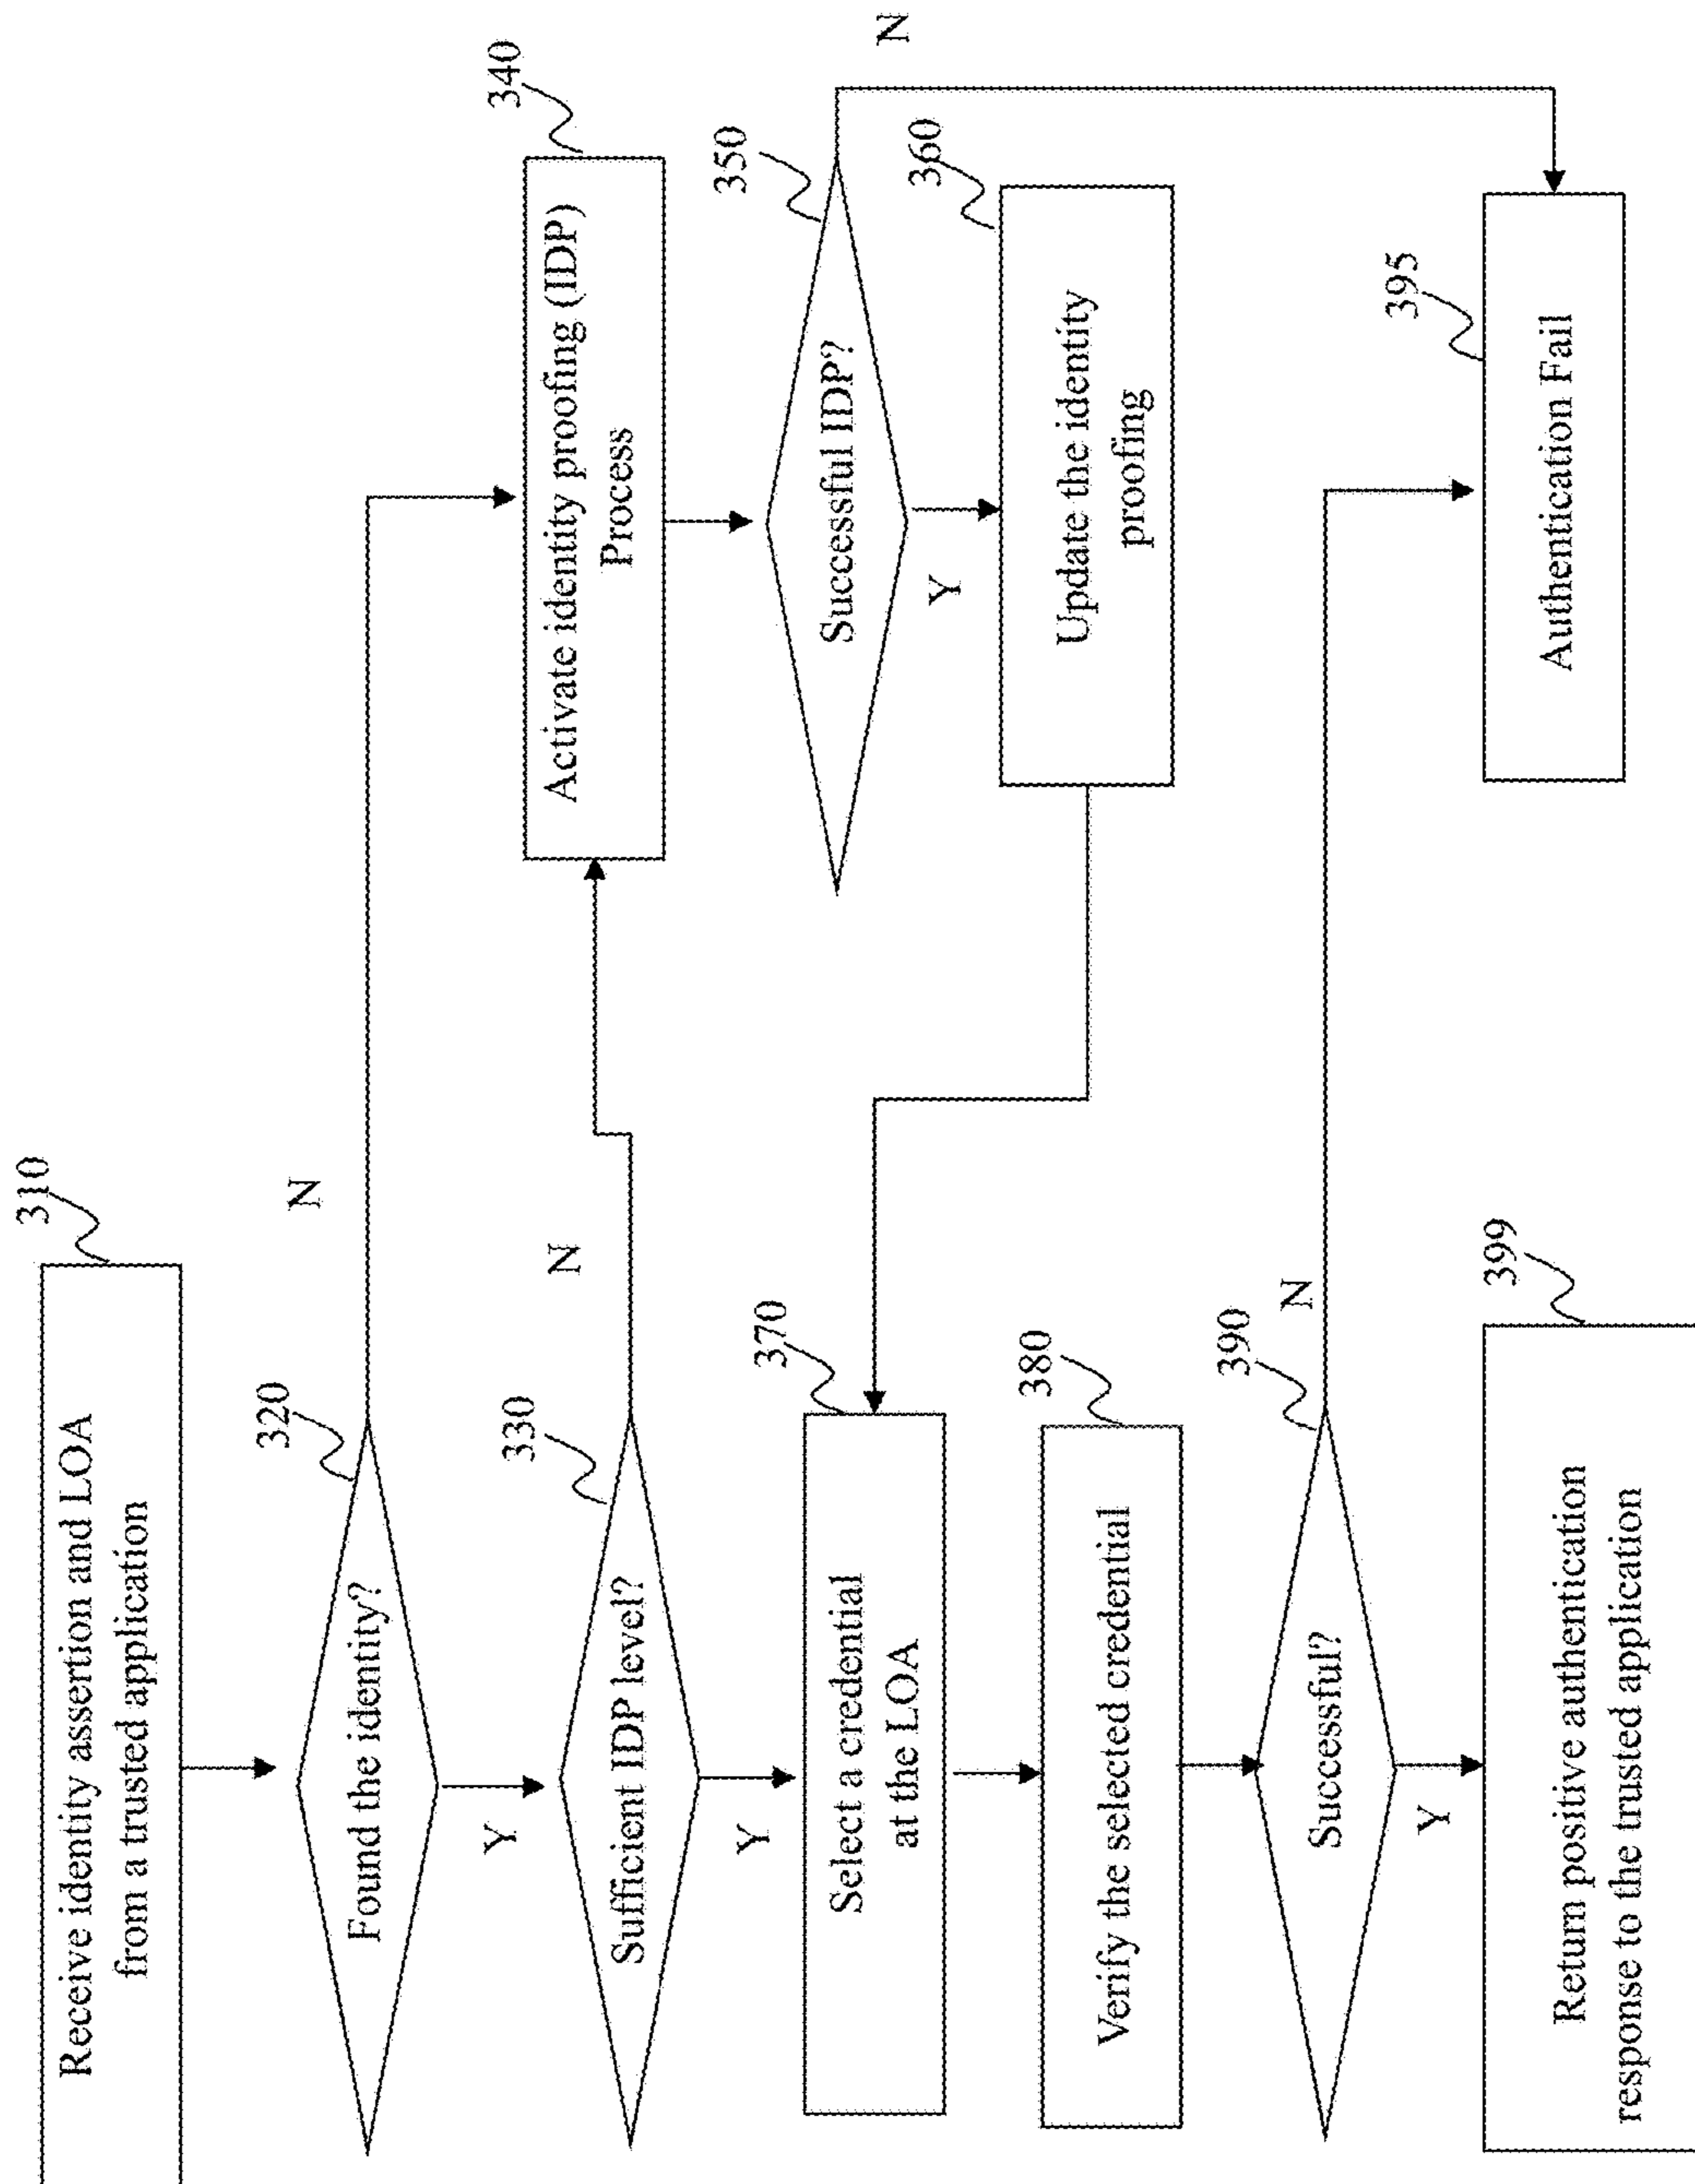 310
Receive identity assertion and LOA
from a trusted application
320
Found the identity?
N
Y
330
Sufficient IDP level?
N
Y
340
Activate identity proofing (IDP)
Process
350
Successful IDP?
N
Y
360
Update the identity
proofing
370
Select a credential
at the LOA
380
Verify the selected credential
390
Successful?
N
Y
395
Authentication Fail
399
Return positive authentication
response to the trusted application